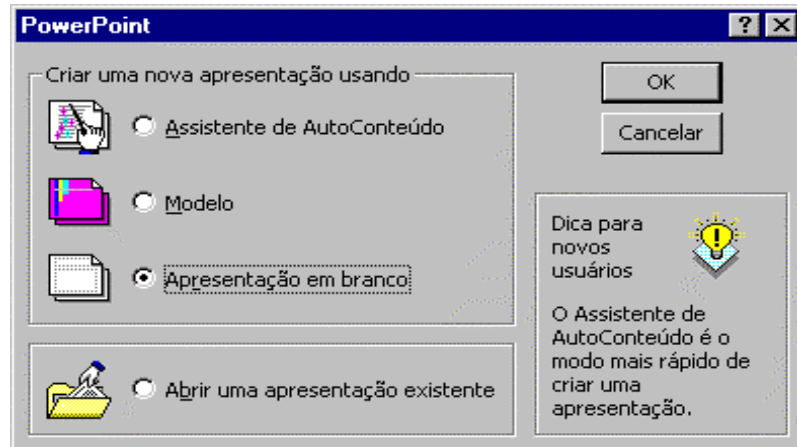 PowerPoint
Criar uma nova apresentação usando
Assistente de AutoConteúdo
Modelo
Apresentação em branco
Abrir uma apresentação existente
OK
Cancelar
Dica para
novos
usuários
O Assistente de
AutoConteúdo é o
modo mais rápido de
criar uma
apresentação.